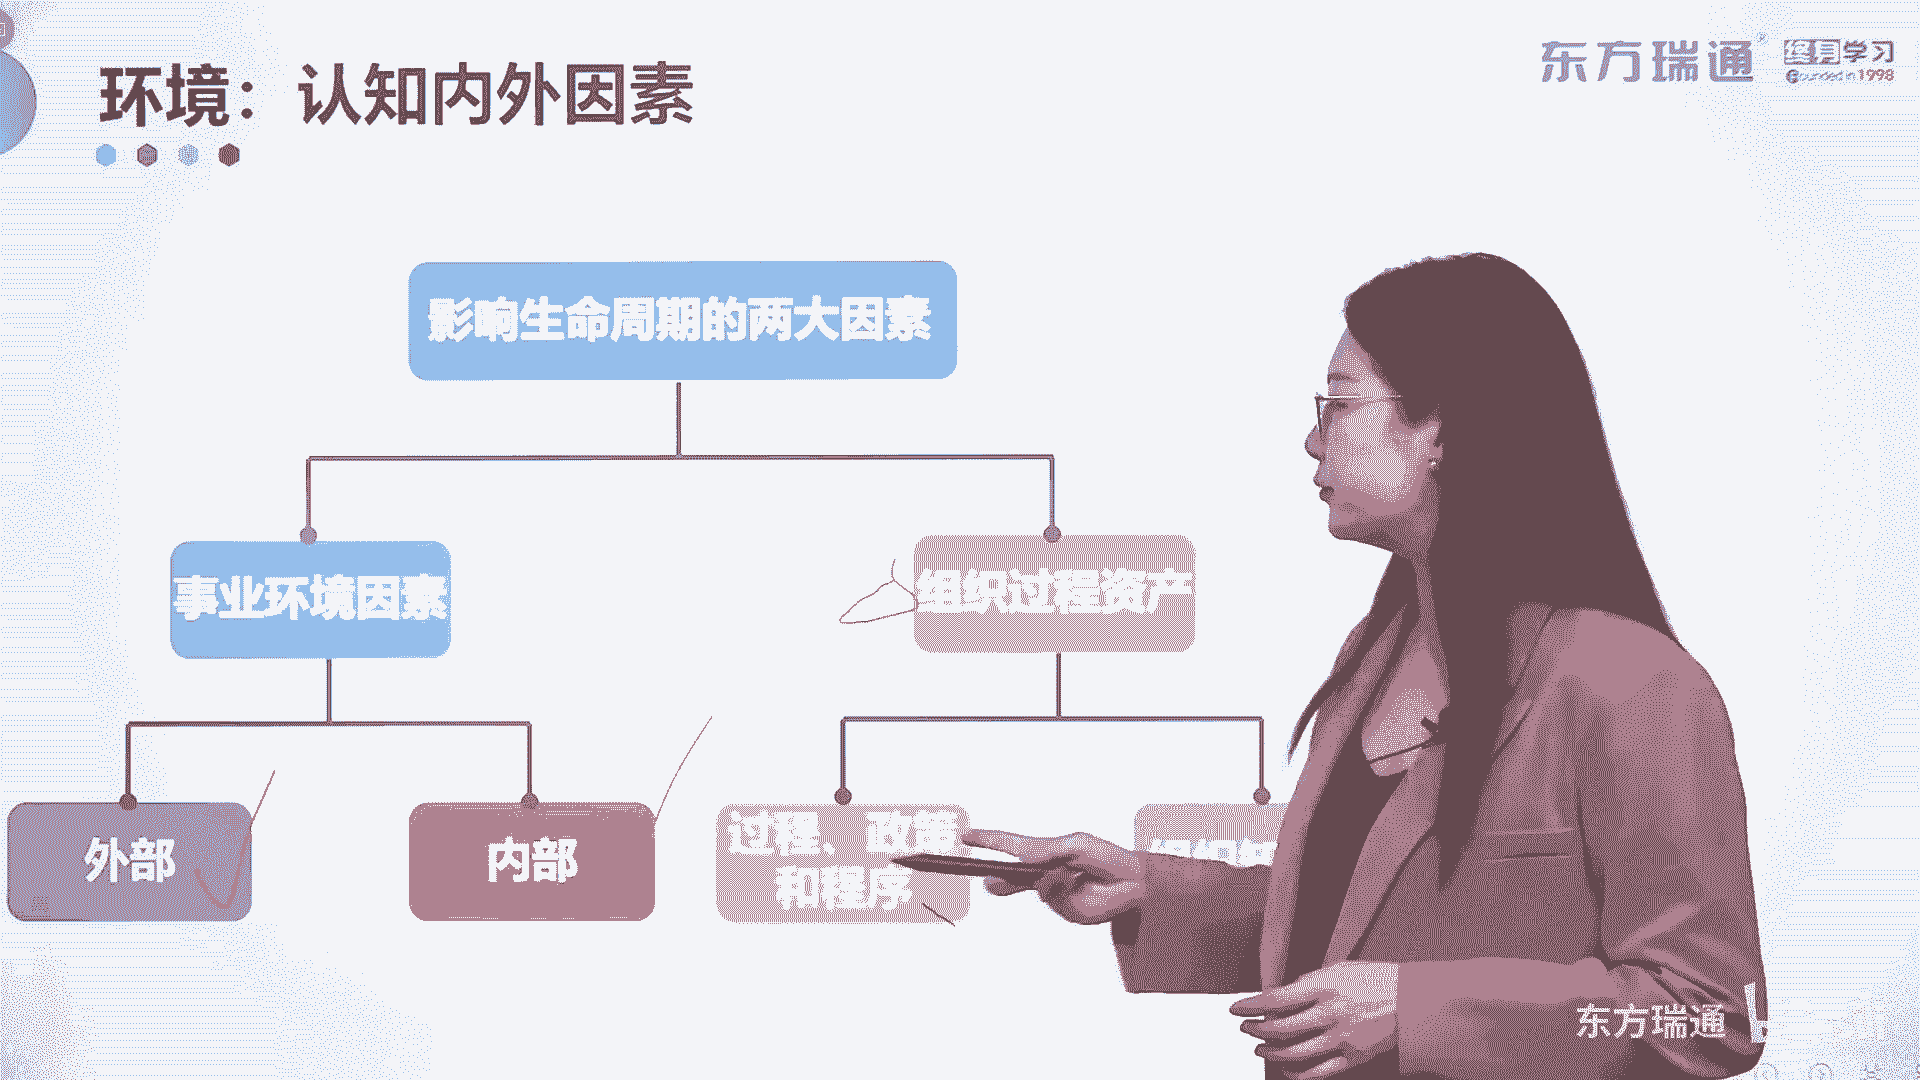 环境：认知内外因素
东方瑞通 终身学习
Founded in 1998
影响生命周期的两大因素
事业环境因素
组织过程资产
外部
内部
过程、政策
和程序
组织
东方瑞通